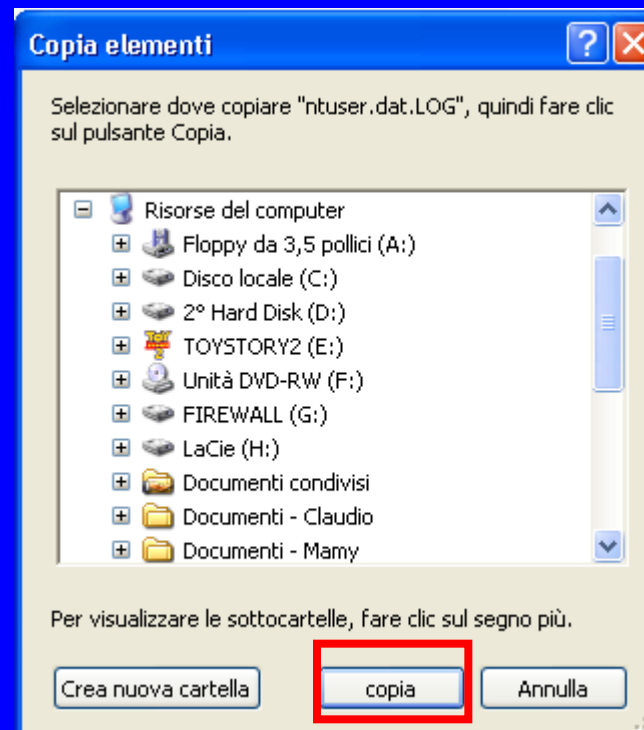 Copia elementi
Selezionare dove copiare "ntuser.dat.LOG", quindi fare clic
sul pulsante Copia.
Risorse del computer
Floppy da 3,5 pollici (A:)
Disco locale (C:)
2° Hard Disk (D:)
TOYSTORY2 (E:)
Unità DVD-RW (F:)
FIREWALL (G:)
LaCie (H:)
Documenti condivisi
Documenti - Claudio
Documenti - Mamy
Per visualizzare le sottocartelle, fare clic sul segno più.
Crea nuova cartella copia Annulla